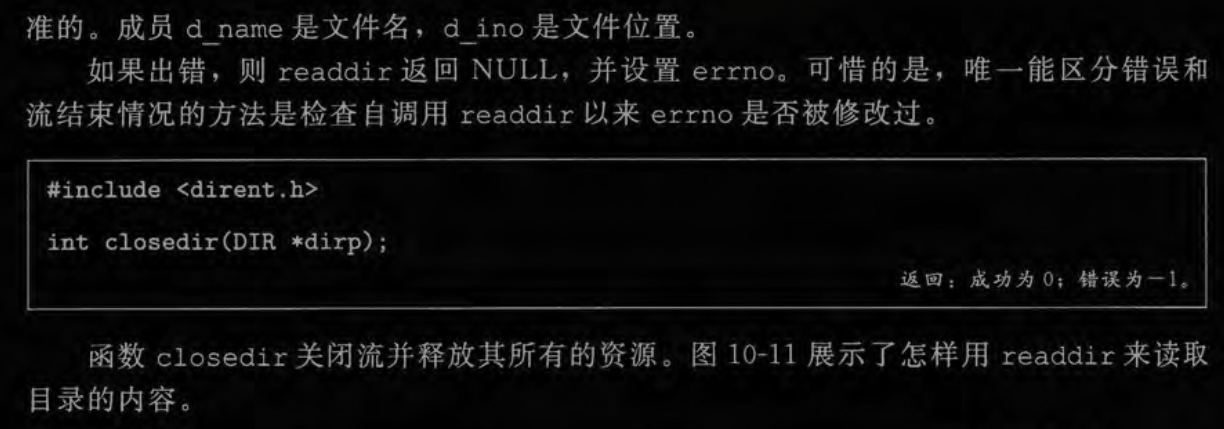 准的。成员 d_name 是文件名，d_ino 是文件位置。
如果出错，则 readdir 返回 NULL，并设置 errno。可惜的是，唯一能区分错误和
流结束情况的方法是检查自调用 readdir 以来 errno 是否被修改过。
#include <dirent.h>
int closedir(DIR *dirp);
返回：成功为 0；错误为－1。
函数 closedir 关闭流并释放其所有的资源。图 10-11 展示了怎样用 readdir 来读取
目录的内容。